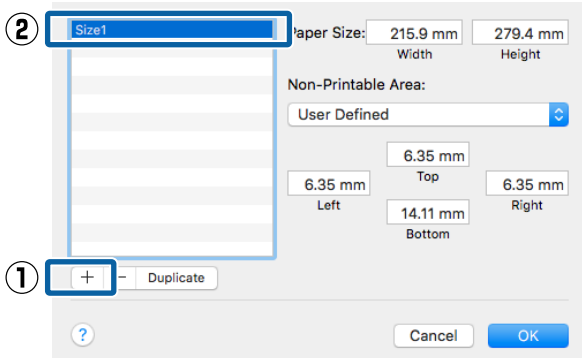 ② Size1
Paper Size: 215.9 mm 279.4 mm
Width Height
Non-Printable Area:
User Defined
6.35 mm
Top
6.35 mm 6.35 mm
Left Right
14.11 mm
Bottom
① + − Duplicate
? Cancel OK